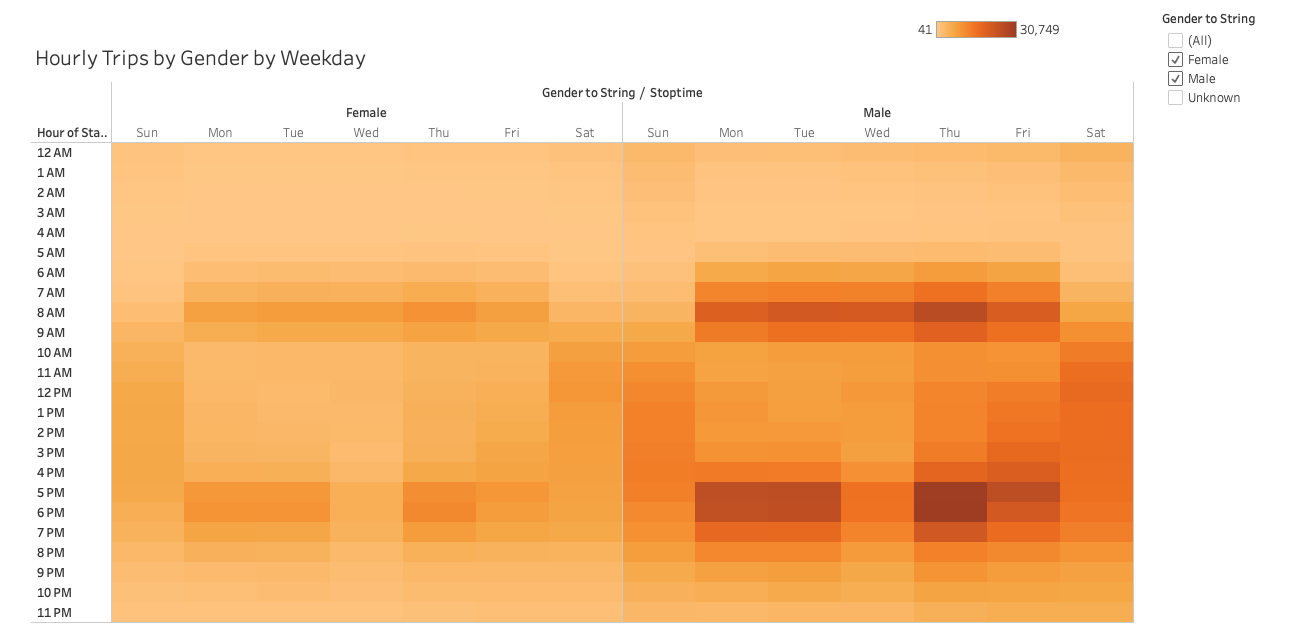 41 30,749
Gender to String
(All)
Female
Male
Unknown
Hourly Trips by Gender by Weekday
Gender to String / Stoptime
Female Male
Hour of Sta.. Sun Mon Tue Wed Thu Fri Sat Sun Mon Tue Wed Thu Fri Sat
12 AM
1 AM
2 AM
3 AM
4 AM
5 AM
6 AM
7 AM
8 AM
9 AM
10 AM
11 AM
12 PM
1 PM
2 PM
3 PM
4 PM
5 PM
6 PM
7 PM
8 PM
9 PM
10 PM
11 PM